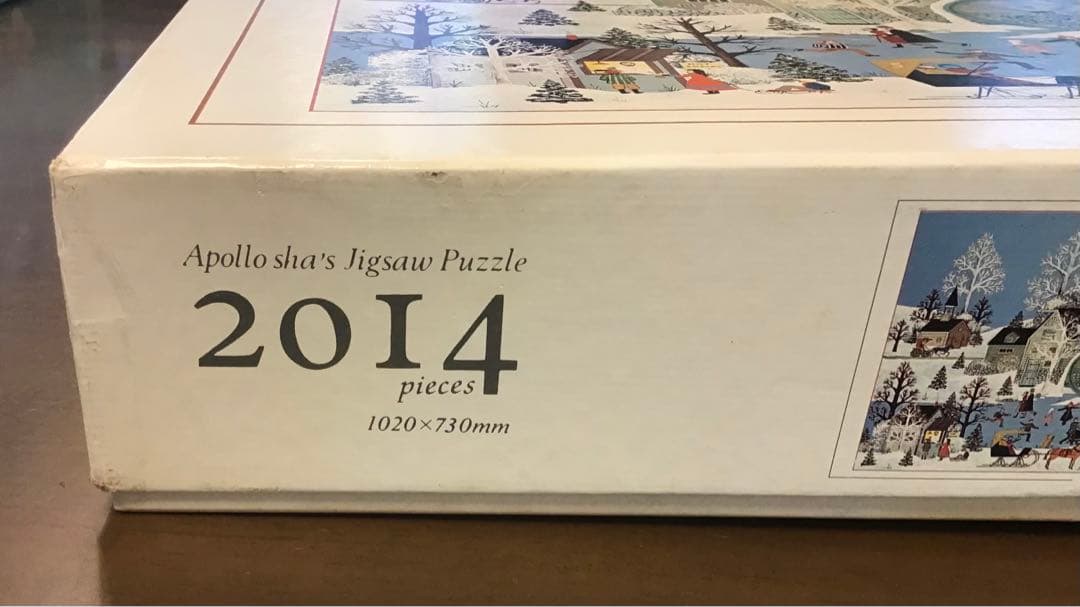 Apollo sha's Jigsaw Puzzle
2014
pieces
1020×730mm